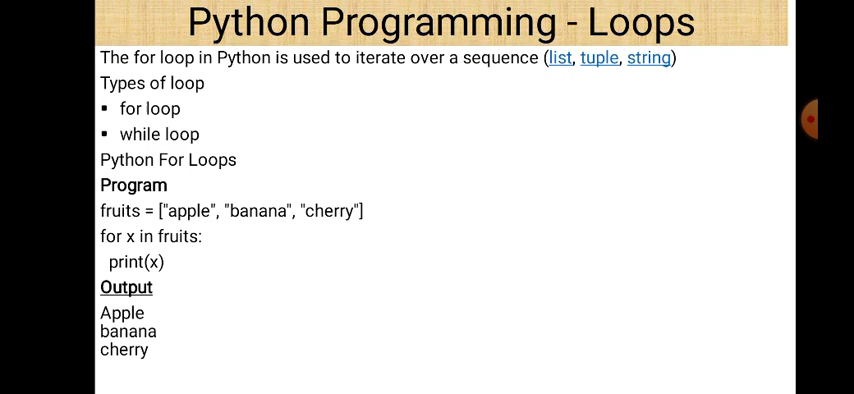 Python Programming - Loops
The for loop in Python is used to iterate over a sequence (list, tuple, string)
Types of loop
▪ for loop
▪ while loop
Python For Loops
Program
fruits = ["apple", "banana", "cherry"]
for x in fruits:
  print(x)
Output
Apple
banana
cherry